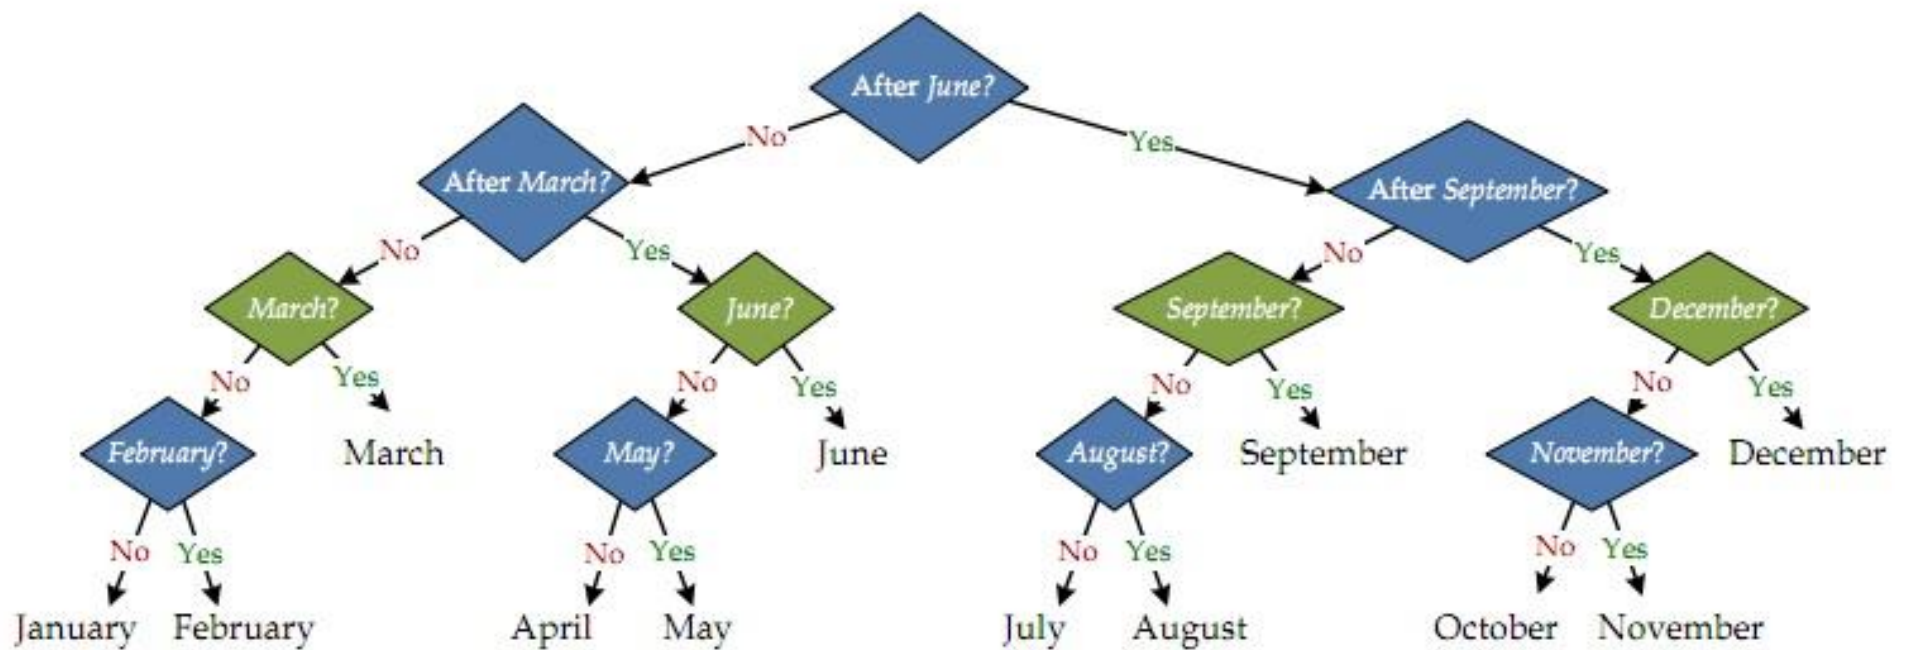 After June?
No
Yes
After March?
After September?
No
Yes
No
Yes
March?
June?
September?
December?
No
Yes
No
Yes
No
Yes
No
Yes
February?
March
May?
June
August?
September
November?
December
No
Yes
No
Yes
No
Yes
No
Yes
January
February
April
May
July
August
October
November